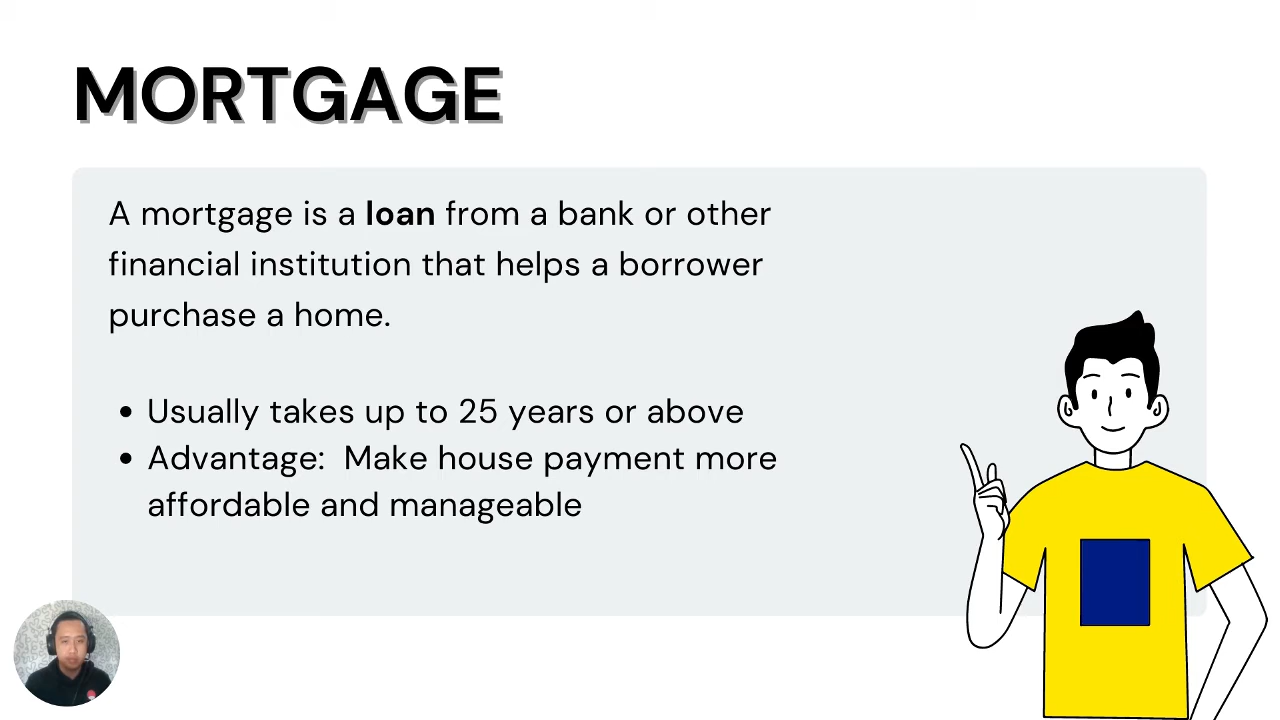 MORTGAGE
A mortgage is a loan from a bank or other
financial institution that helps a borrower
purchase a home.
• Usually takes up to 25 years or above
• Advantage:  Make house payment more
affordable and manageable